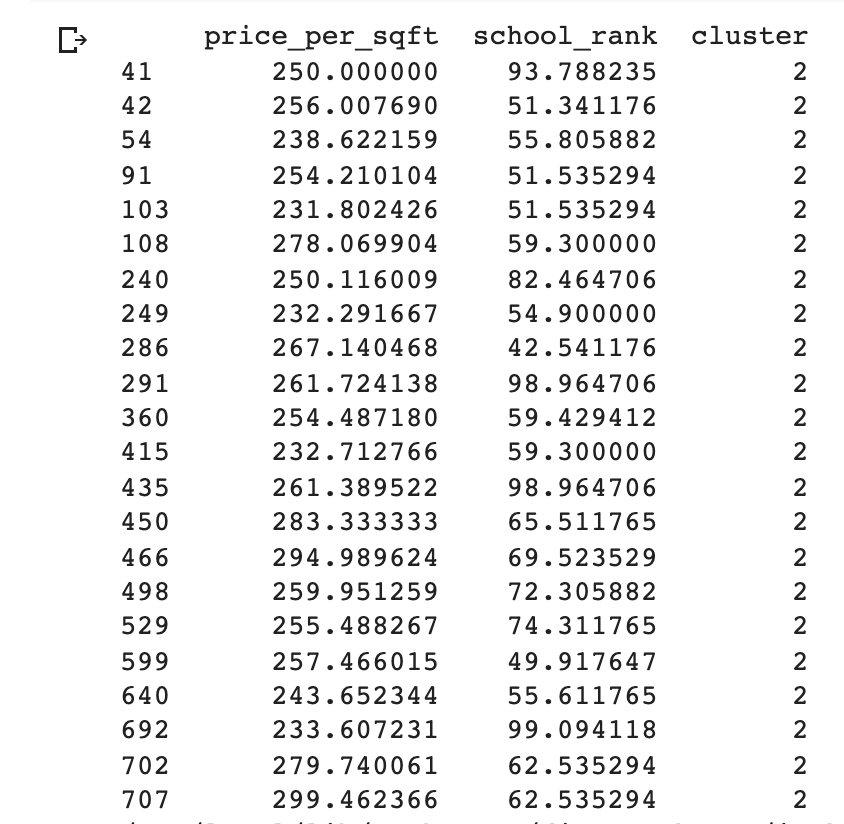 price_per_sqft school_rank cluster
41 250.000000 93.788235 2
42 256.007690 51.341176 2
54 238.622159 55.805882 2
91 254.210104 51.535294 2
103 231.802426 51.535294 2
108 278.069904 59.300000 2
240 250.116009 82.464706 2
249 232.291667 54.900000 2
286 267.140468 42.541176 2
291 261.724138 98.964706 2
360 254.487180 59.429412 2
415 232.712766 59.300000 2
435 261.389522 98.964706 2
450 283.333333 65.511765 2
466 294.989624 69.523529 2
498 259.951259 72.305882 2
529 255.488267 74.311765 2
599 257.466015 49.917647 2
640 243.652344 55.611765 2
692 233.607231 99.094118 2
702 279.740061 62.535294 2
707 299.462366 62.535294 2